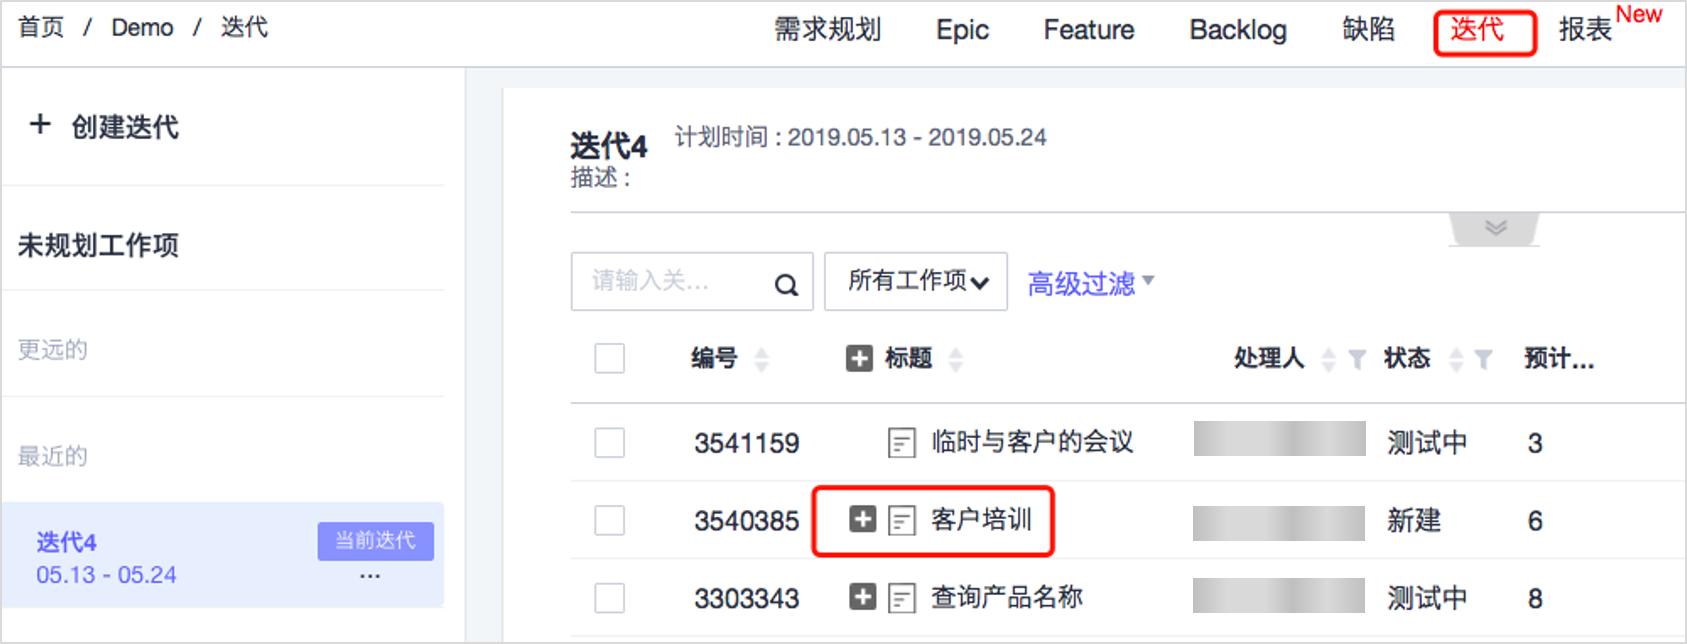 首页 / Demo / 迭代
需求规划 Epic Feature Backlog 缺陷 迭代 报表 New
+ 创建迭代
未规划工作项
更远的
最近的
迭代4 当前迭代
05.13 - 05.24 ...
迭代4 计划时间 : 2019.05.13 - 2019.05.24
描述 :
请输入关... 所有工作项 高级过滤
编号 标题 处理人 状态 预计...
3541159 临时与客户的会议 测试中 3
3540385 客户培训 新建 6
3303343 查询产品名称 测试中 8